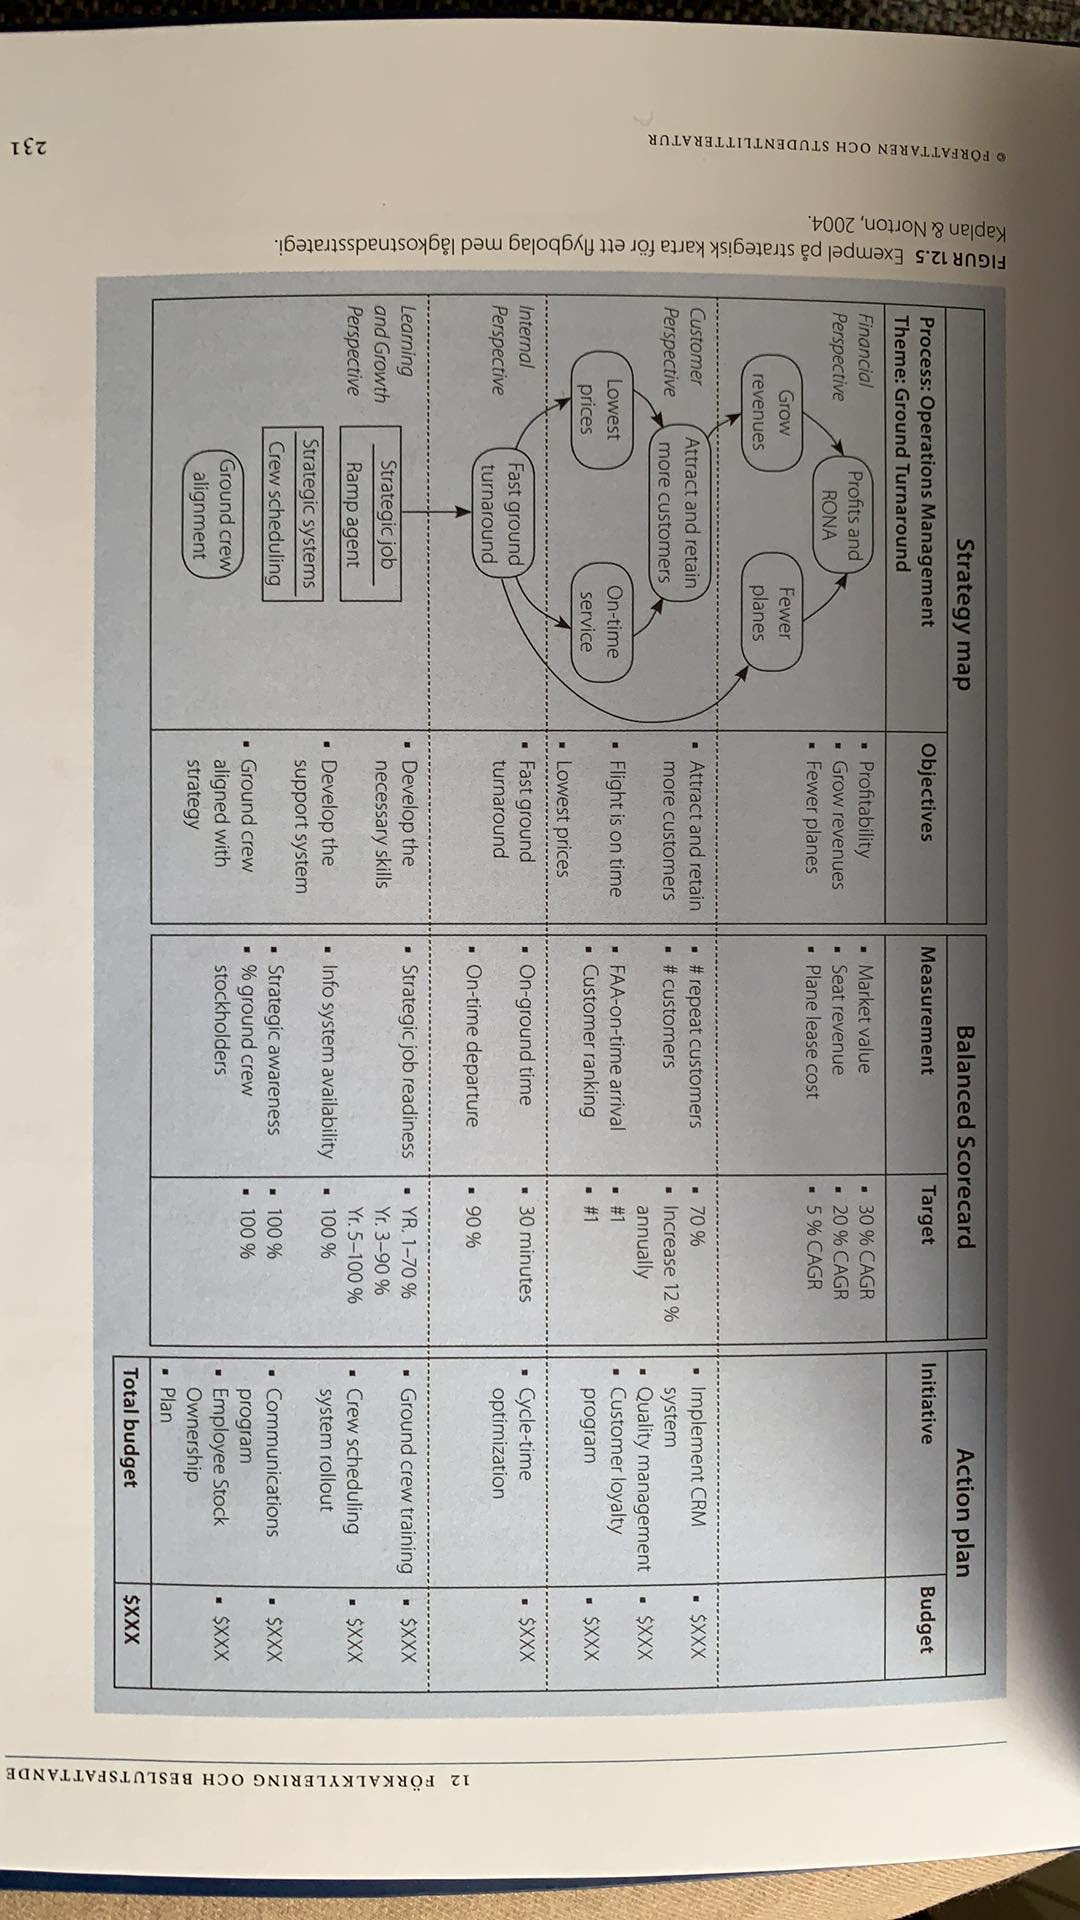 12 FÖRKALKYLERING OCH BESLUTSFATTANDE
Strategy map
Process: Operations Management
Theme: Ground Turnaround
Objectives
Financial
Perspective
Profits and
RONA
Grow
revenues
Fewer
planes
▪ Profitability
▪ Grow revenues
▪ Fewer planes
Customer
Perspective
Attract and retain
more customers
Lowest
prices
On-time
service
▪ Attract and retain
more customers
▪ Flight is on time
▪ Lowest prices
Internal
Perspective
Fast ground
turnaround
▪ Fast ground
turnaround
Learning
and Growth
Perspective
Strategic job
Ramp agent
Strategic systems
Crew scheduling
Ground crew
alignment
▪ Develop the
necessary skills
▪ Develop the
support system
▪ Ground crew
aligned with
strategy
Balanced Scorecard
Measurement
Target
▪ Market value
▪ Seat revenue
▪ Plane lease cost
▪ 30 % CAGR
▪ 20 % CAGR
▪ 5 % CAGR
▪ # repeat customers
▪ # customers
▪ FAA-on-time arrival
▪ Customer ranking
▪ 70 %
▪ Increase 12 %
annually
▪ #1
▪ #1
▪ On-ground time
▪ On-time departure
▪ 30 minutes
▪ 90 %
▪ Strategic job readiness
▪ Info system availability
▪ Strategic awareness
▪ % ground crew
stockholders
▪ YR. 1–70 %
Yr. 3–90 %
Yr. 5–100 %
▪ 100 %
▪ 100 %
▪ 100 %
Action plan
Initiative
Budget
▪ Implement CRM
system
▪ Quality management
▪ Customer loyalty
program
▪ $XXX
▪ $XXX
▪ $XXX
▪ Cycle-time
optimization
▪ $XXX
▪ Ground crew training
▪ Crew scheduling
system rollout
▪ Communications
program
▪ Employee Stock
Ownership
▪ Plan
▪ $XXX
▪ $XXX
▪ $XXX
▪ $XXX
Total budget
$XXX
FIGUR 12.5 Exempel på strategisk karta för ett flygbolag med lågkostnadsstrategi.
Kaplan & Norton, 2004.
© FÖRFATTAREN OCH STUDENTLITTERATUR
231